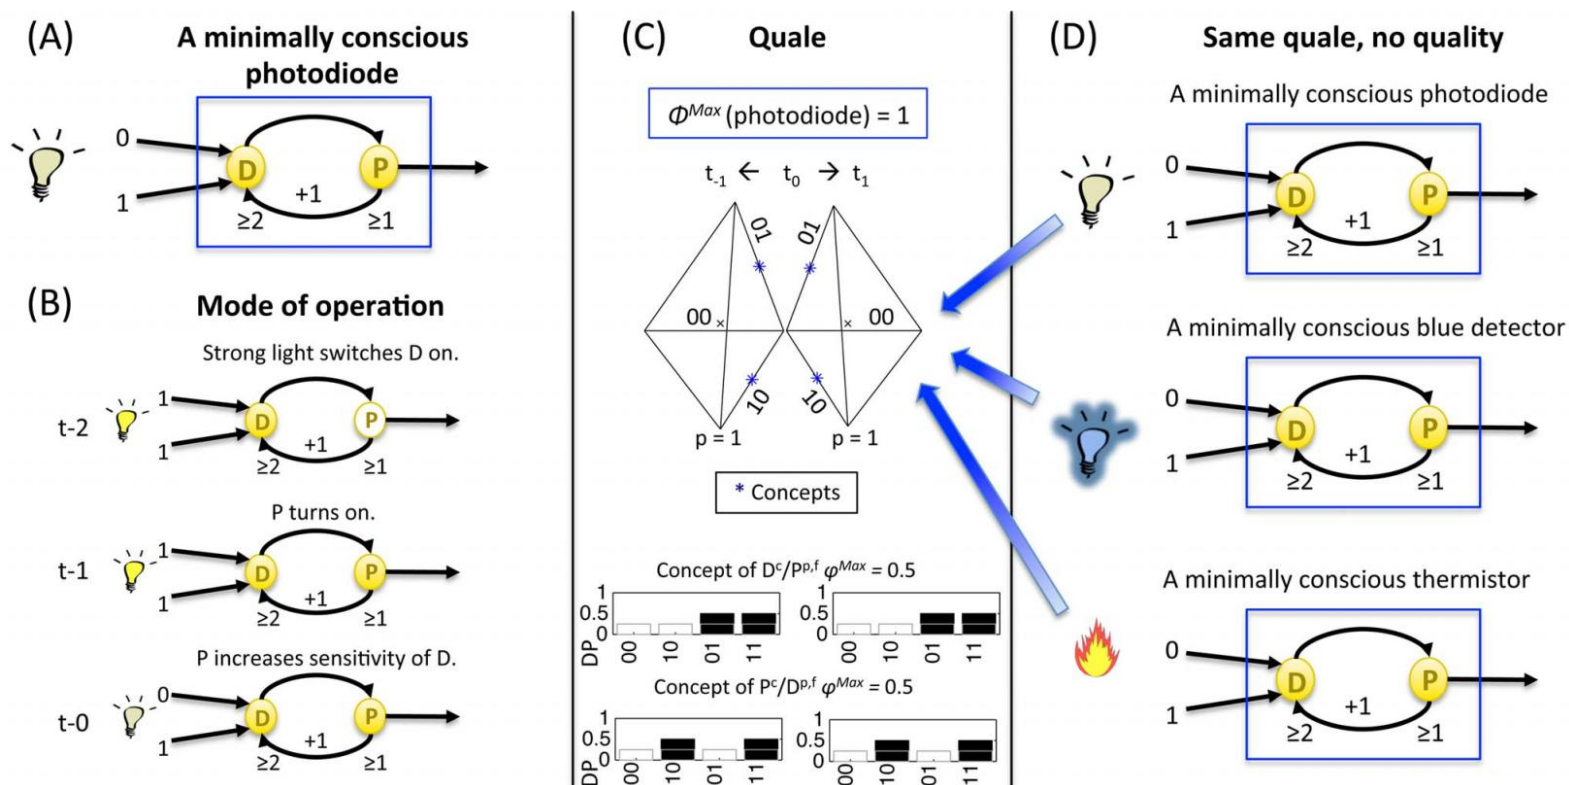 (A)
A minimally conscious
photodiode
0
1
D
P
+1
≥2
≥1
(B)
Mode of operation
Strong light switches D on.
t-2
1
1
D
P
+1
≥2
≥1
P turns on.
t-1
1
1
D
P
+1
≥2
≥1
P increases sensitivity of D.
t-0
0
1
D
P
+1
≥2
≥1
(C)
Quale
Φ^Max (photodiode) = 1
t-1 ← t0 → t1
01 01
00 × × 00
10 10
p = 1 p = 1
* Concepts
Concept of D^c/P^p,f φ^Max = 0.5
1 1
0.5 0.5
0 0
DP 00 10 01 11 00 10 01 11
Concept of P^c/D^p,f φ^Max = 0.5
1 1
0.5 0.5
0 0
DP 00 10 01 11 00 10 01 11
(D)
Same quale, no quality
A minimally conscious photodiode
0
1
D
P
+1
≥2
≥1
A minimally conscious blue detector
0
1
D
P
+1
≥2
≥1
A minimally conscious thermistor
0
1
D
P
+1
≥2
≥1